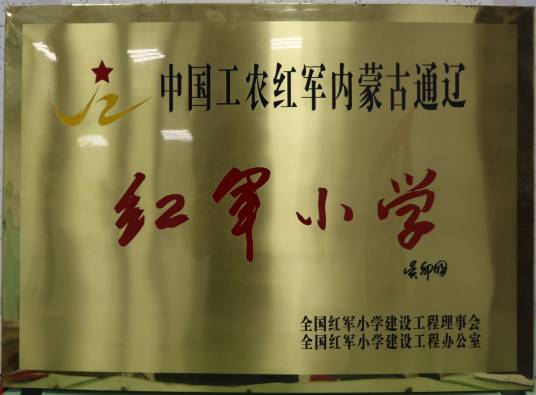 中国工农红军内蒙古通辽
红军小学
全国红军小学建设工程理事会
全国红军小学建设工程办公室